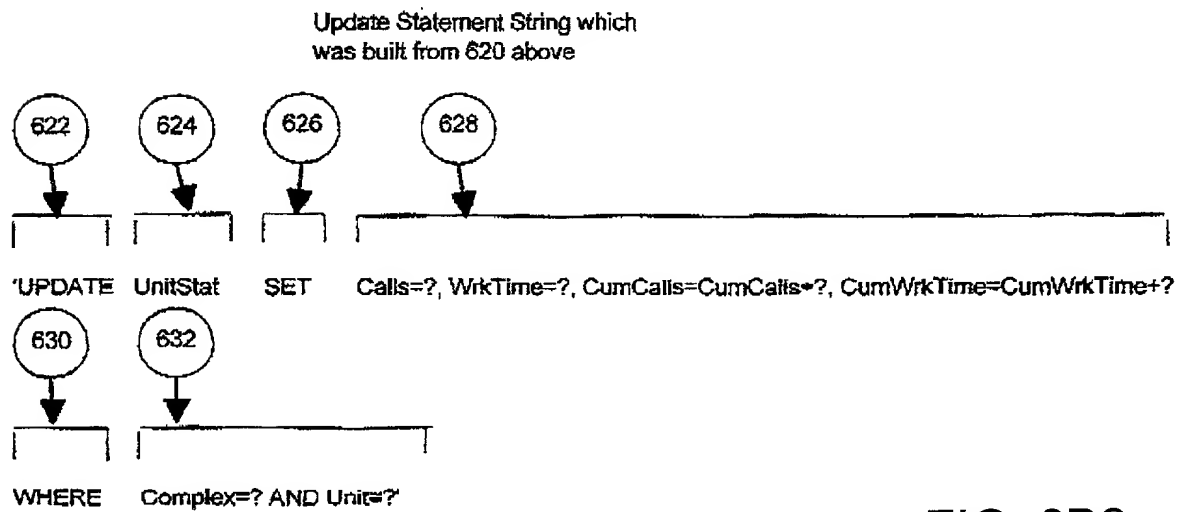 Update Statement String which
was built from 620 above
622 624 626 628
'UPDATE UnitStat SET Calls=?, WrkTime=?, CumCalls=CumCalls+?, CumWrkTime=CumWrkTime+?
630 632
WHERE Complex=? AND Unit=?'